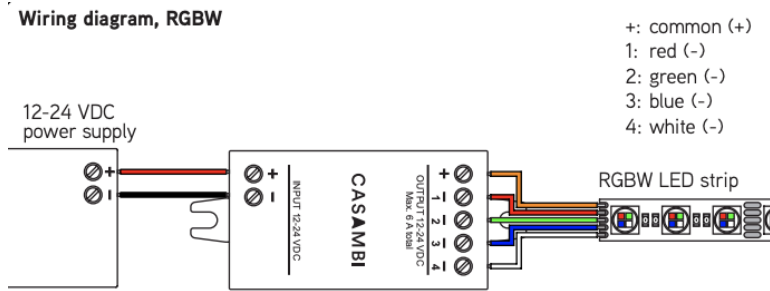 Wiring diagram, RGBW
+: common (+)
1: red (-)
2: green (-)
3: blue (-)
4: white (-)
12-24 VDC
power supply
+
-
+
-
INPUT 12-24 VDC
CASAMBI
OUTPUT 12-24 VDC
Max. 6 A total
+
1 -
2 -
3 -
4 -
RGBW LED strip